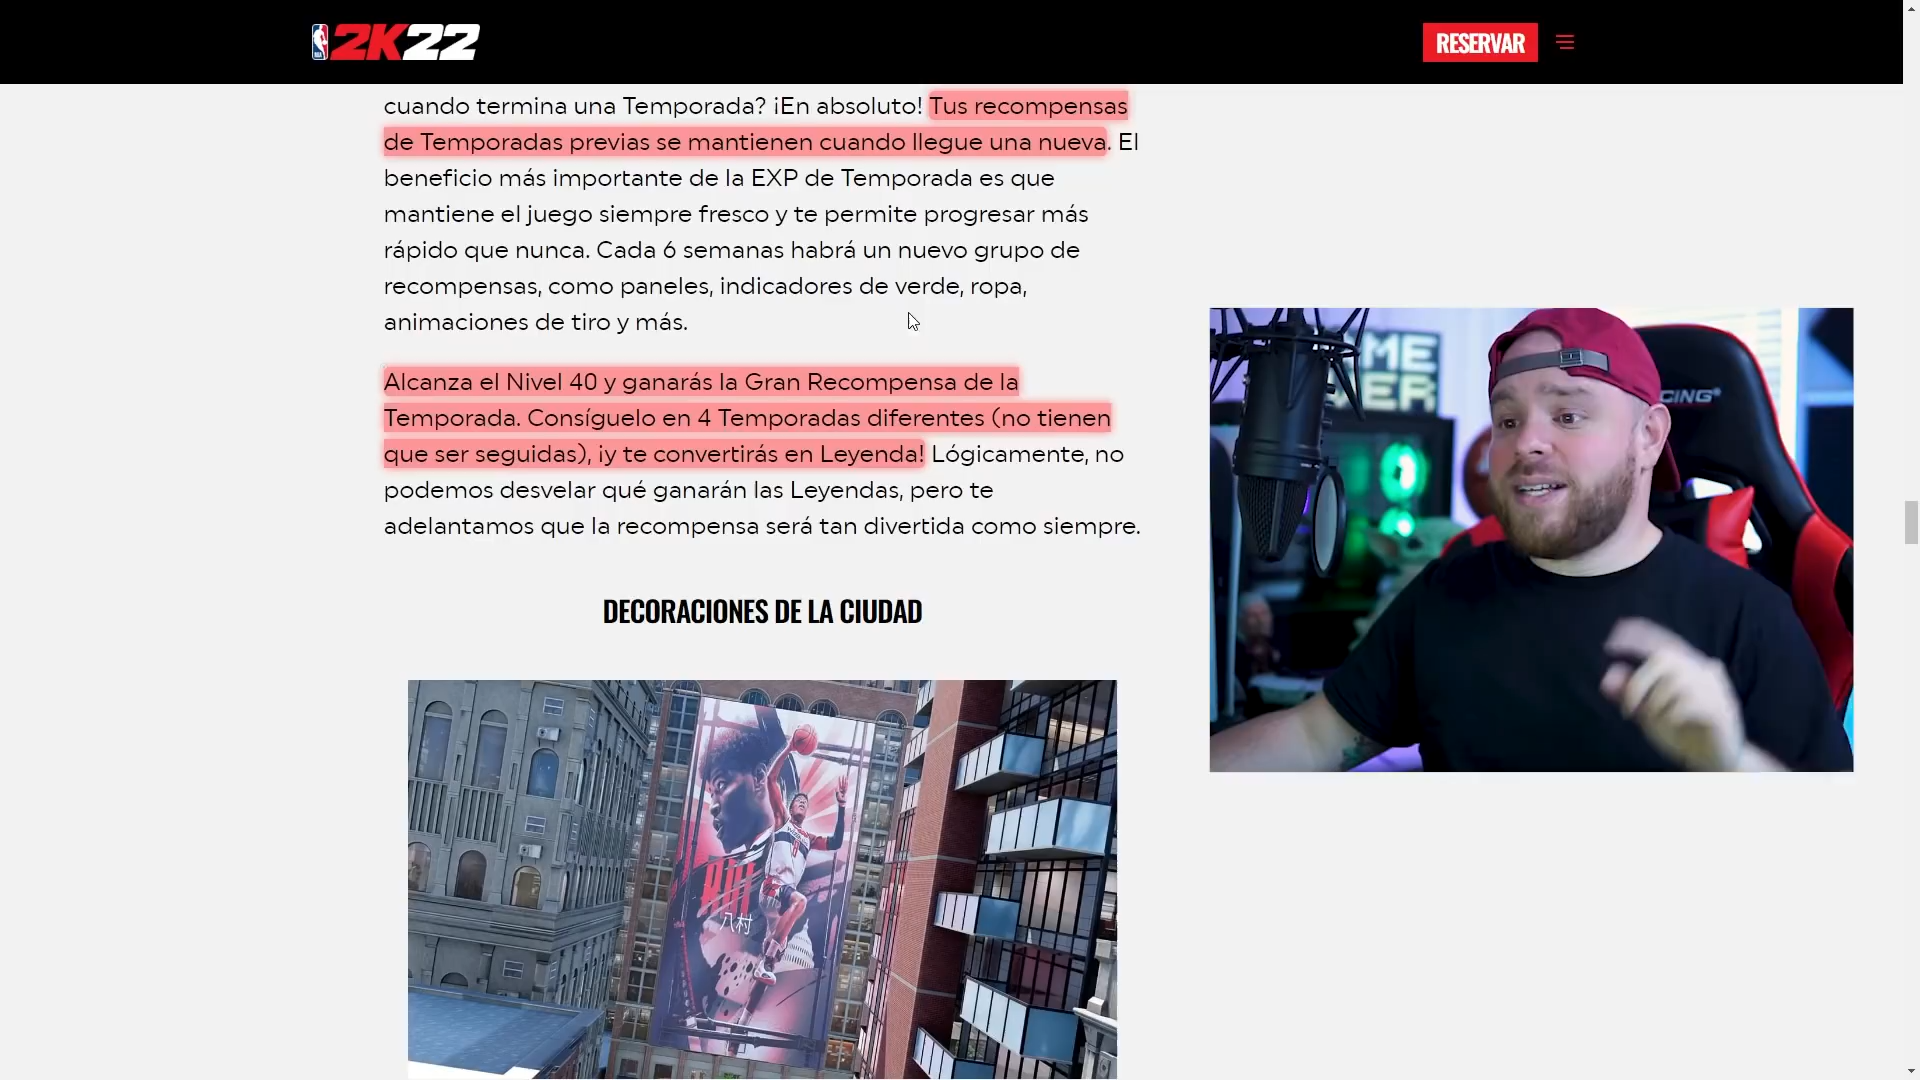 NBA 2K22
RESERVAR
cuando termina una Temporada? ¡En absoluto! Tus recompensas
de Temporadas previas se mantienen cuando llegue una nueva. El
beneficio más importante de la EXP de Temporada es que
mantiene el juego siempre fresco y te permite progresar más
rápido que nunca. Cada 6 semanas habrá un nuevo grupo de
recompensas, como paneles, indicadores de verde, ropa,
animaciones de tiro y más.
Alcanza el Nivel 40 y ganarás la Gran Recompensa de la
Temporada. Consíguelo en 4 Temporadas diferentes (no tienen
que ser seguidas), ¡y te convertirás en Leyenda! Lógicamente, no
podemos desvelar qué ganarán las Leyendas, pero te
adelantamos que la recompensa será tan divertida como siempre.
DECORACIONES DE LA CIUDAD
RUI
八村